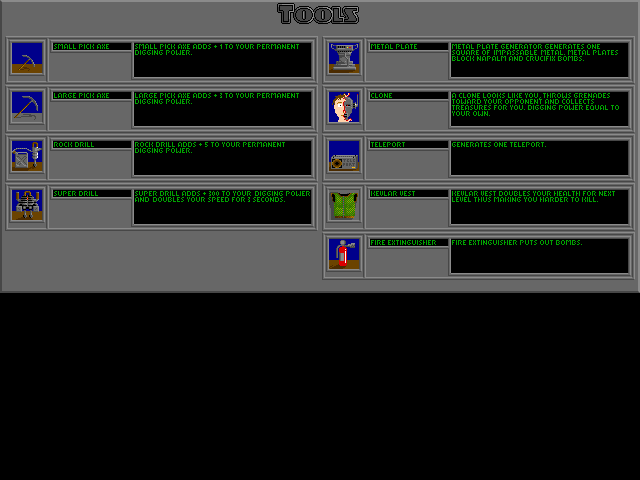 Tools
SMALL PICK AXE
SMALL PICK AXE ADDS + 1 TO YOUR PERMANENT
DIGGING POWER.
LARGE PICK AXE
LARGE PICK AXE ADDS + 3 TO YOUR PERMANENT
DIGGING POWER.
ROCK DRILL
ROCK DRILL ADDS + 5 TO YOUR PERMANENT
DIGGING POWER.
SUPER DRILL
SUPER DRILL ADDS + 300 TO YOUR DIGGING POWER
AND DOUBLES YOUR SPEED FOR 3 SECONDS.
METAL PLATE
METAL PLATE GENERATOR GENERATES ONE
SQUARE OF IMPASSABLE METAL. METAL PLATES
BLOCK NAPALM AND CRUCIFIX BOMBS.
CLONE
A CLONE LOOKS LIKE YOU, THROWS GRENADES
TOWARD YOUR OPPONENT AND COLLECTS
TREASURES FOR YOU. DIGGING POWER EQUAL TO
YOUR OWN.
TELEPORT
GENERATES ONE TELEPORT.
KEVLAR VEST
KEVLAR VEST DOUBLES YOUR HEALTH FOR NEXT
LEVEL THUS MAKING YOU HARDER TO KILL.
FIRE EXTINGUISHER
FIRE EXTINGUISHER PUTS OUT BOMBS.